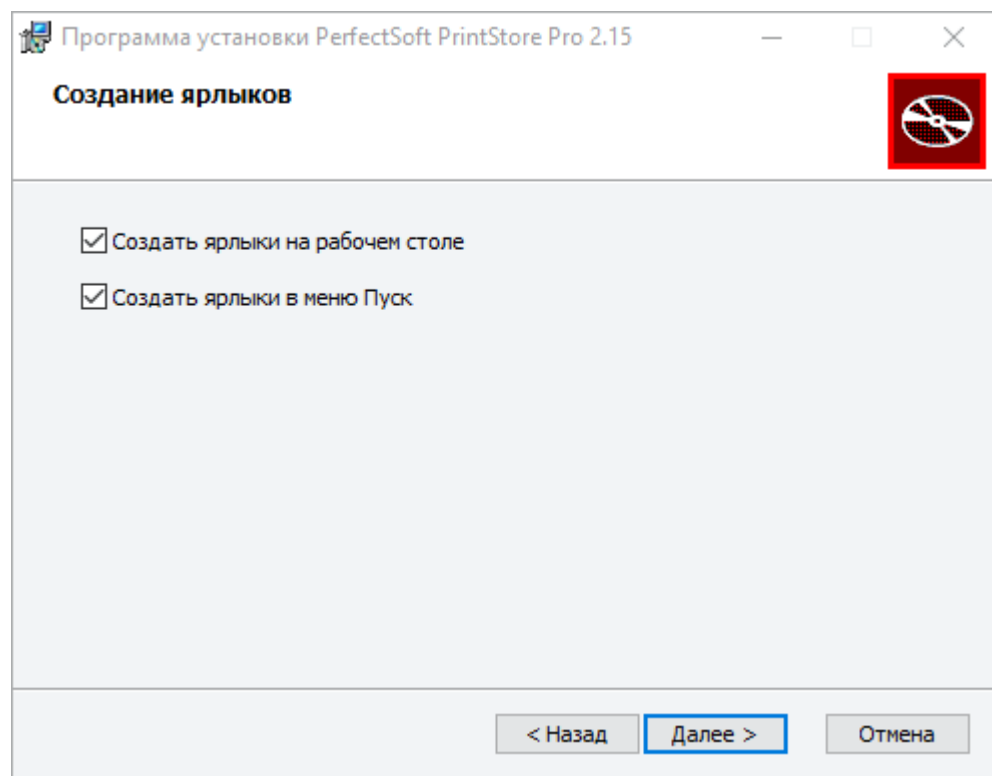 Программа установки PerfectSoft PrintStore Pro 2.15
Создание ярлыков
Создать ярлыки на рабочем столе
Создать ярлыки в меню Пуск
< Назад
Далее >
Отмена